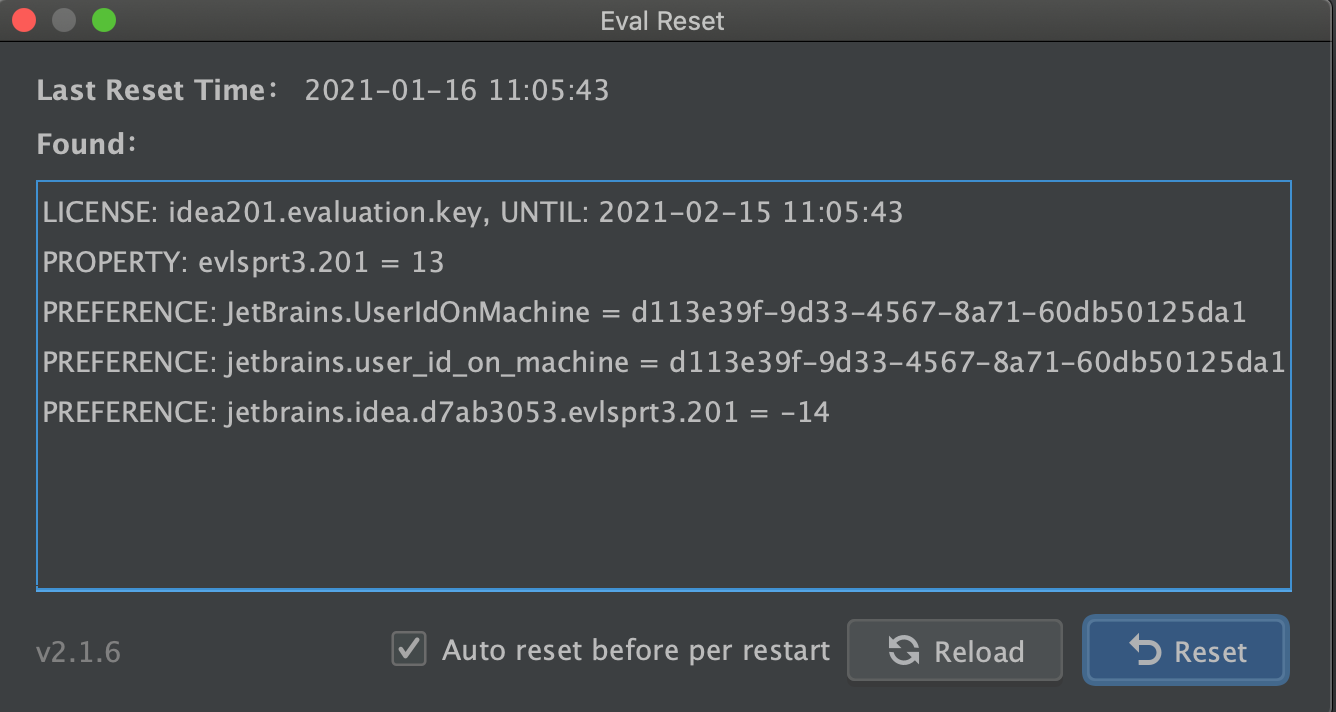 Eval Reset
Last Reset Time: 2021-01-16 11:05:43
Found:
LICENSE: idea201.evaluation.key, UNTIL: 2021-02-15 11:05:43
PROPERTY: evlsprt3.201 = 13
PREFERENCE: JetBrains.UserIdOnMachine = d113e39f-9d33-4567-8a71-60db50125da1
PREFERENCE: jetbrains.user_id_on_machine = d113e39f-9d33-4567-8a71-60db50125da1
PREFERENCE: jetbrains.idea.d7ab3053.evlsprt3.201 = -14
v2.1.6 Auto reset before per restart Reload Reset